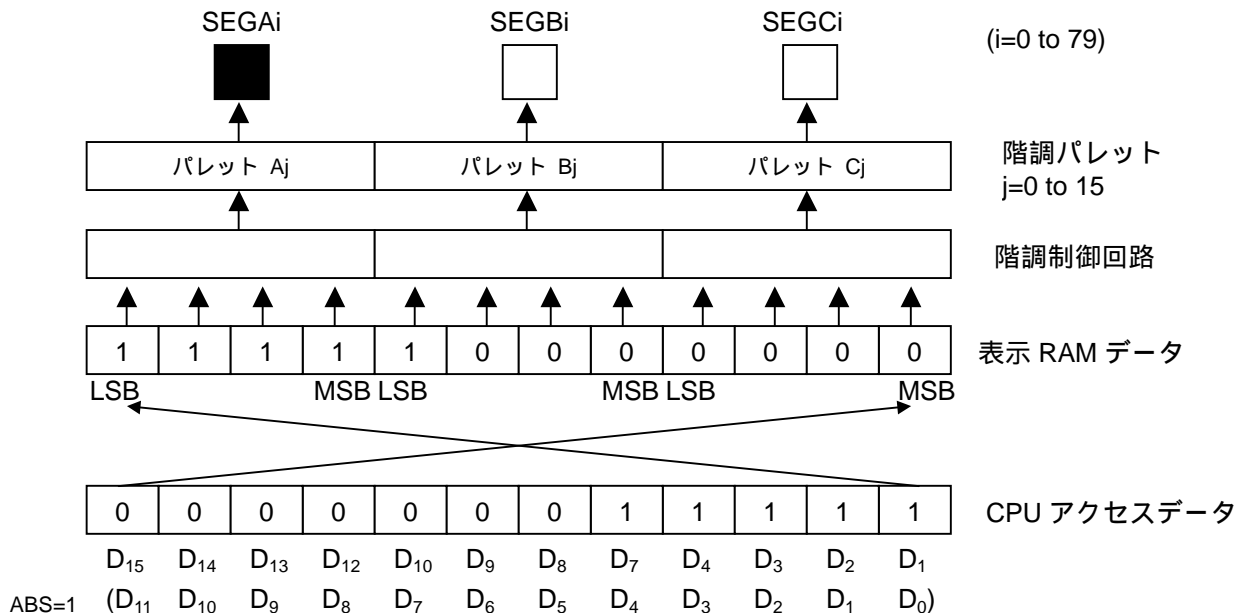 SEGAi SEGBi SEGCi (i=0 to 79)
パレット Aj パレット Bj パレット Cj 階調パレット
j=0 to 15
階調制御回路
1 1 1 1 1 0 0 0 0 0 0 0 表示 RAM データ
LSB MSB LSB MSB LSB MSB
0 0 0 0 0 0 0 1 1 1 1 1 CPU アクセスデータ
D15 D14 D13 D12 D10 D9 D8 D7 D4 D3 D2 D1
ABS=1 (D11 D10 D9 D8 D7 D6 D5 D4 D3 D2 D1 D0)